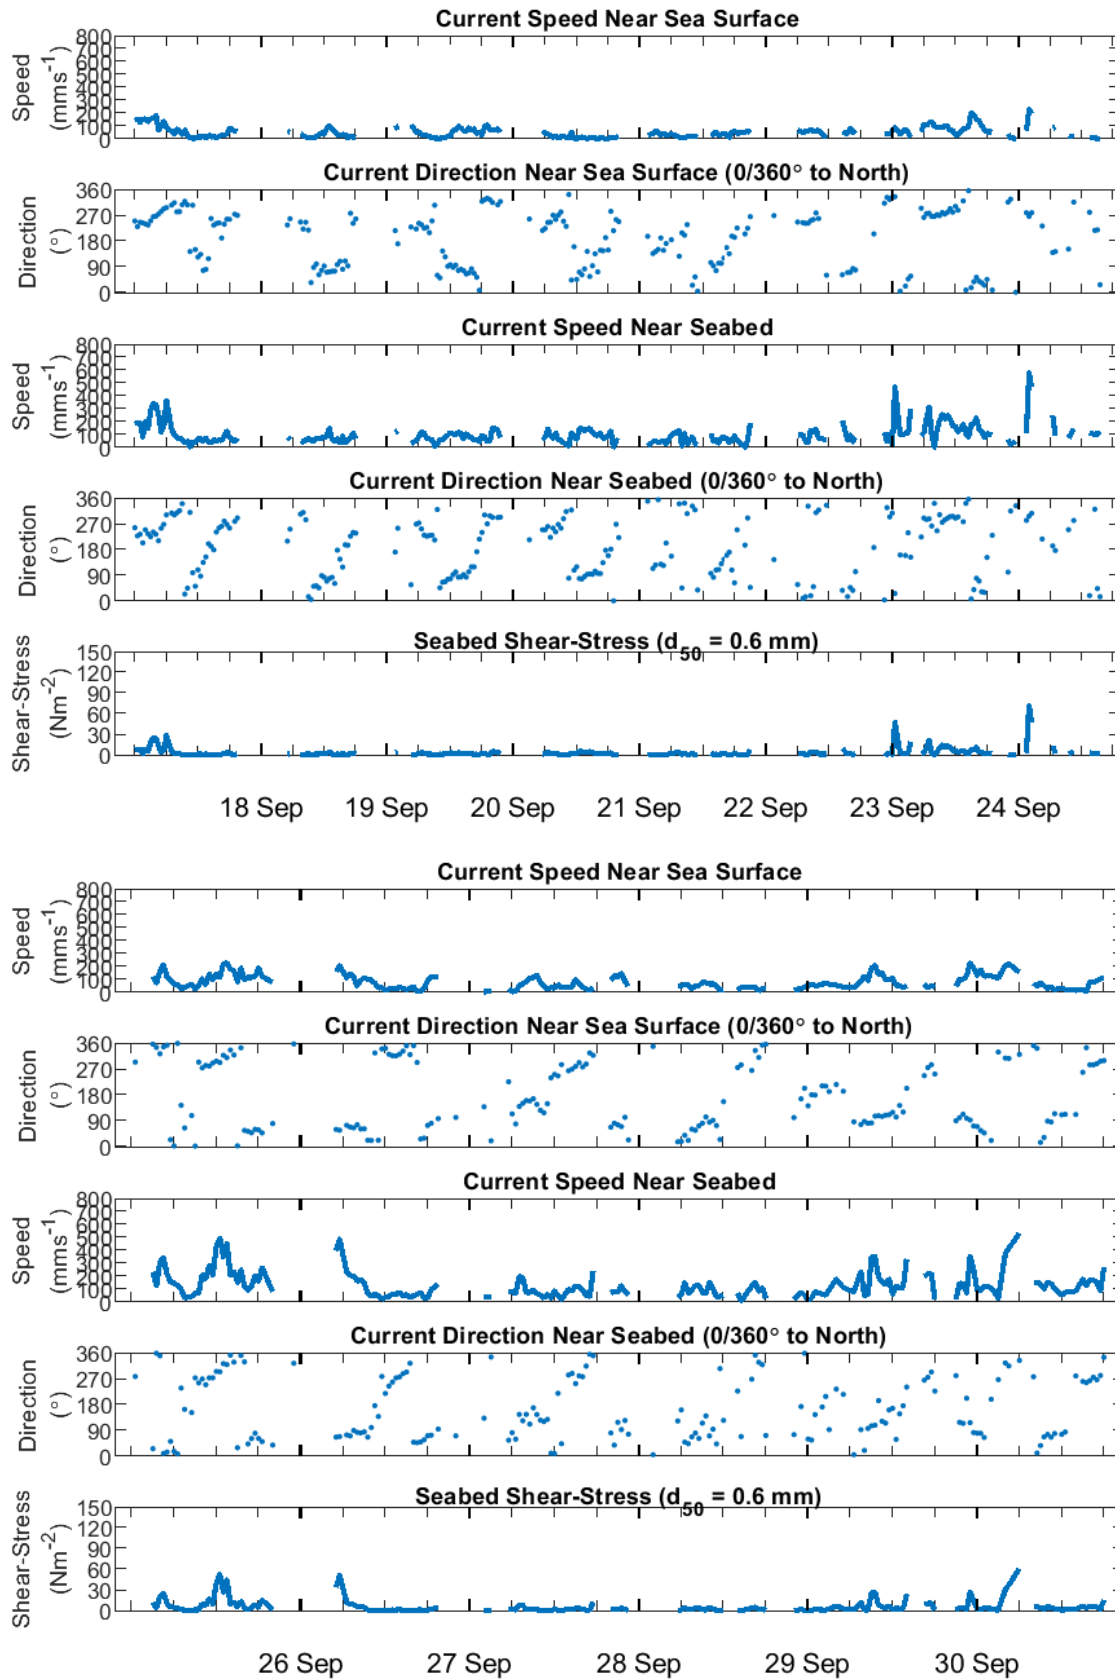 Current Speed Near Sea Surface
Speed
(mms-1)
800
700
600
500
400
300
200
100
0
Current Direction Near Sea Surface (0/360° to North)
Direction
(°)
360
270
180
90
0
Current Speed Near Seabed
Speed
(mms-1)
800
700
600
500
400
300
200
100
0
Current Direction Near Seabed (0/360° to North)
Direction
(°)
360
270
180
90
0
Seabed Shear-Stress (d50 = 0.6 mm)
Shear-Stress
(Nm-2)
150
120
90
60
30
0
18 Sep 19 Sep 20 Sep 21 Sep 22 Sep 23 Sep 24 Sep
Current Speed Near Sea Surface
Speed
(mms-1)
800
700
600
500
400
300
200
100
0
Current Direction Near Sea Surface (0/360° to North)
Direction
(°)
360
270
180
90
0
Current Speed Near Seabed
Speed
(mms-1)
800
700
600
500
400
300
200
100
0
Current Direction Near Seabed (0/360° to North)
Direction
(°)
360
270
180
90
0
Seabed Shear-Stress (d50 = 0.6 mm)
Shear-Stress
(Nm-2)
150
120
90
60
30
0
26 Sep 27 Sep 28 Sep 29 Sep 30 Sep